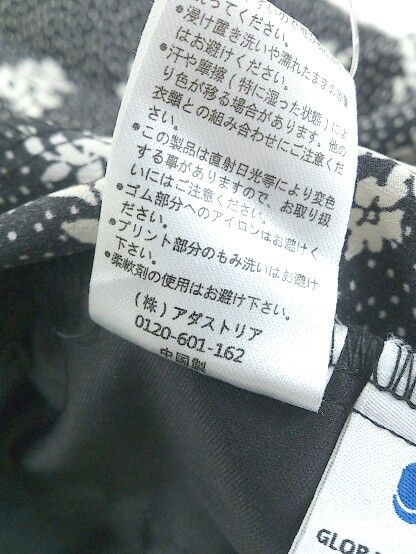 ってください。
●浸け置き洗いや濡れたままの放置
はお避けください。
●汗や摩擦(特に湿った状態)によ
り色が移る場合があります。他の
衣類との組み合わせにご注意くだ
さい。
●この製品は直射日光等により変色
する事がありますので、お取り扱
いにはご注意ください。
●ゴム部分へのアイロンはお避けく
ださい。
●プリント部分のもみ洗いはお避け
下さい。
●柔軟剤の使用はお避け下さい。
(株)アダストリア
0120-601-162
中国製
GLOB